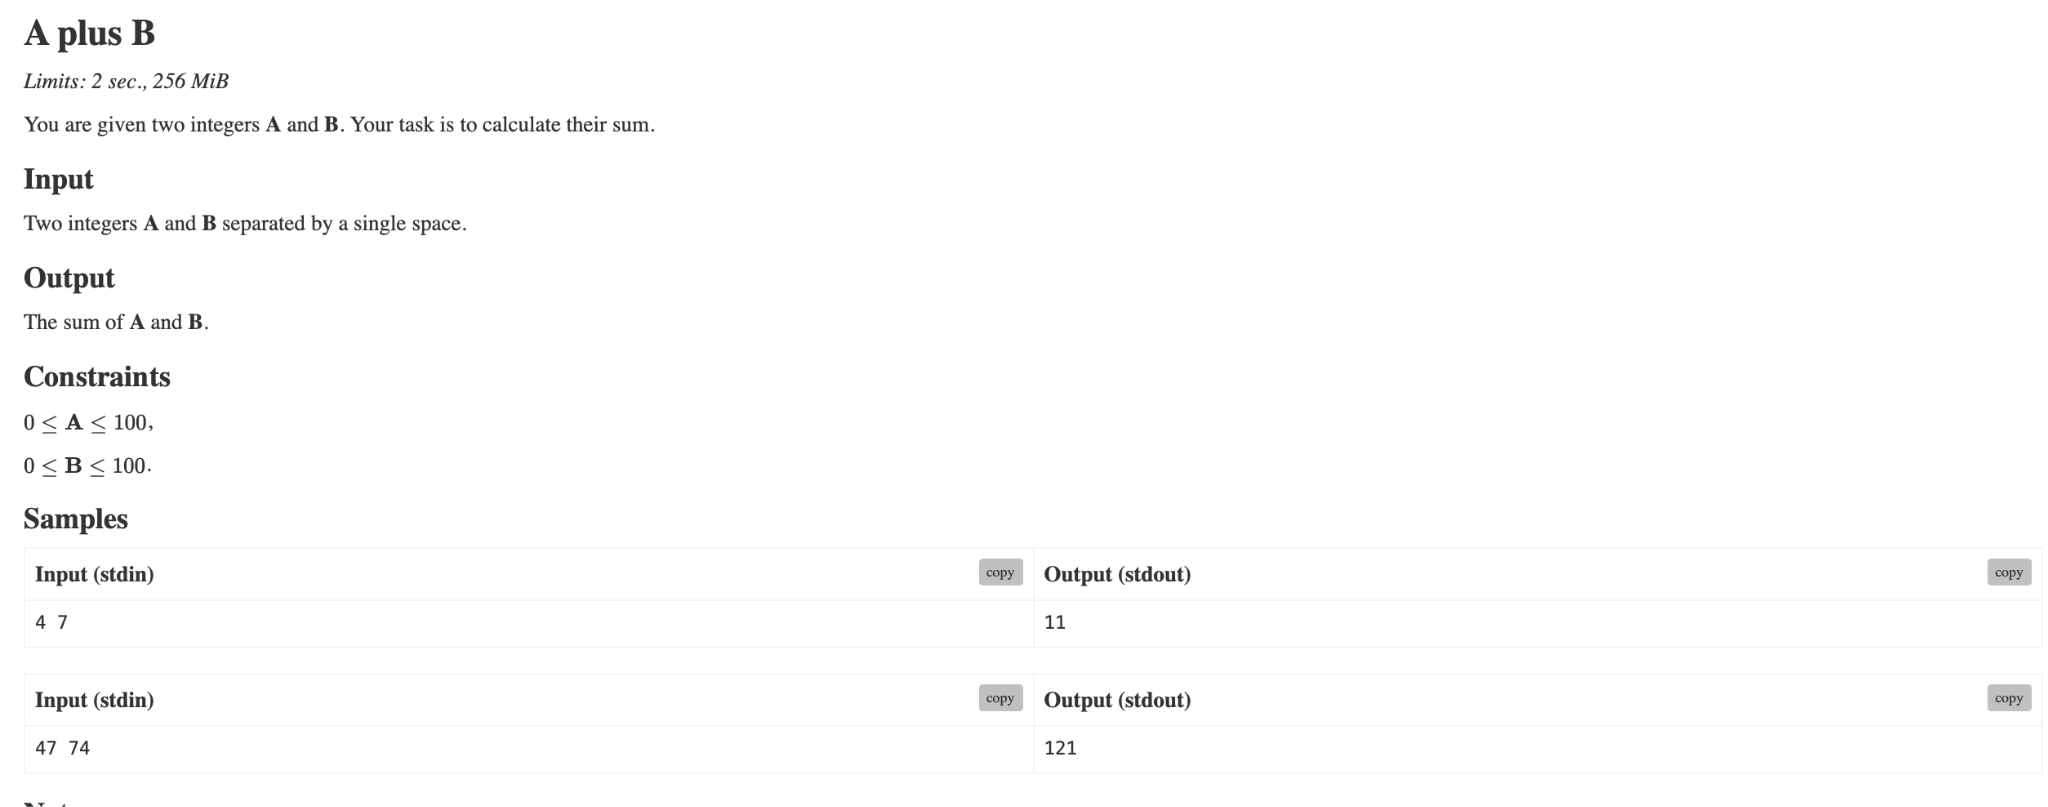 A plus B
Limits: 2 sec., 256 MiB
You are given two integers A and B. Your task is to calculate their sum.
Input
Two integers A and B separated by a single space.
Output
The sum of A and B.
Constraints
0 ≤ A ≤ 100,
0 ≤ B ≤ 100.
Samples
Input (stdin) copy Output (stdout) copy
4 7 11
Input (stdin) copy Output (stdout) copy
47 74 121